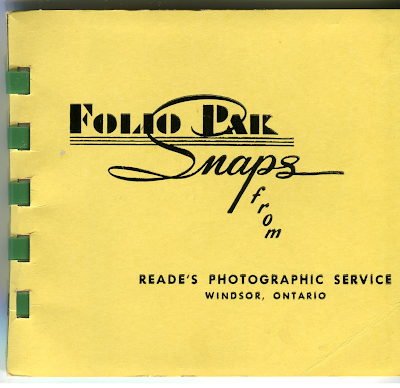 FOLIO PAK
Snaps
from
READE'S PHOTOGRAPHIC SERVICE
WINDSOR, ONTARIO